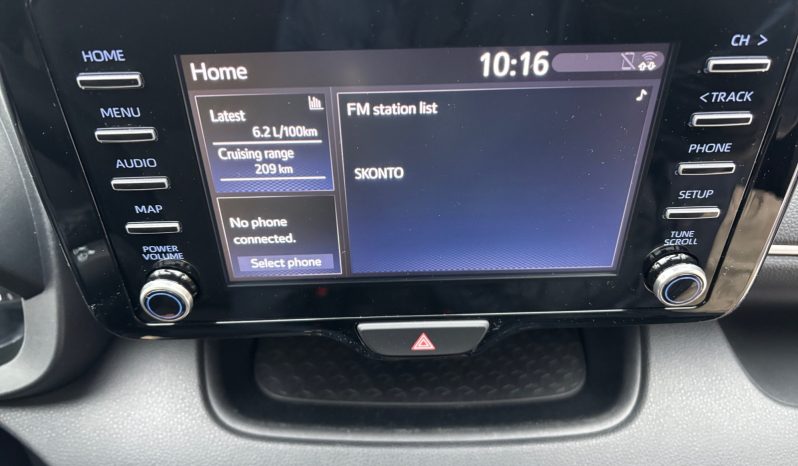 HOME
MENU
AUDIO
MAP
POWER
VOLUME
Home
10:16
Latest
6.2 L/100km
Cruising range
209 km
No phone
connected.
Select phone
FM station list
SKONTO
CH >
<TRACK
PHONE
SETUP
TUNE
SCROLL